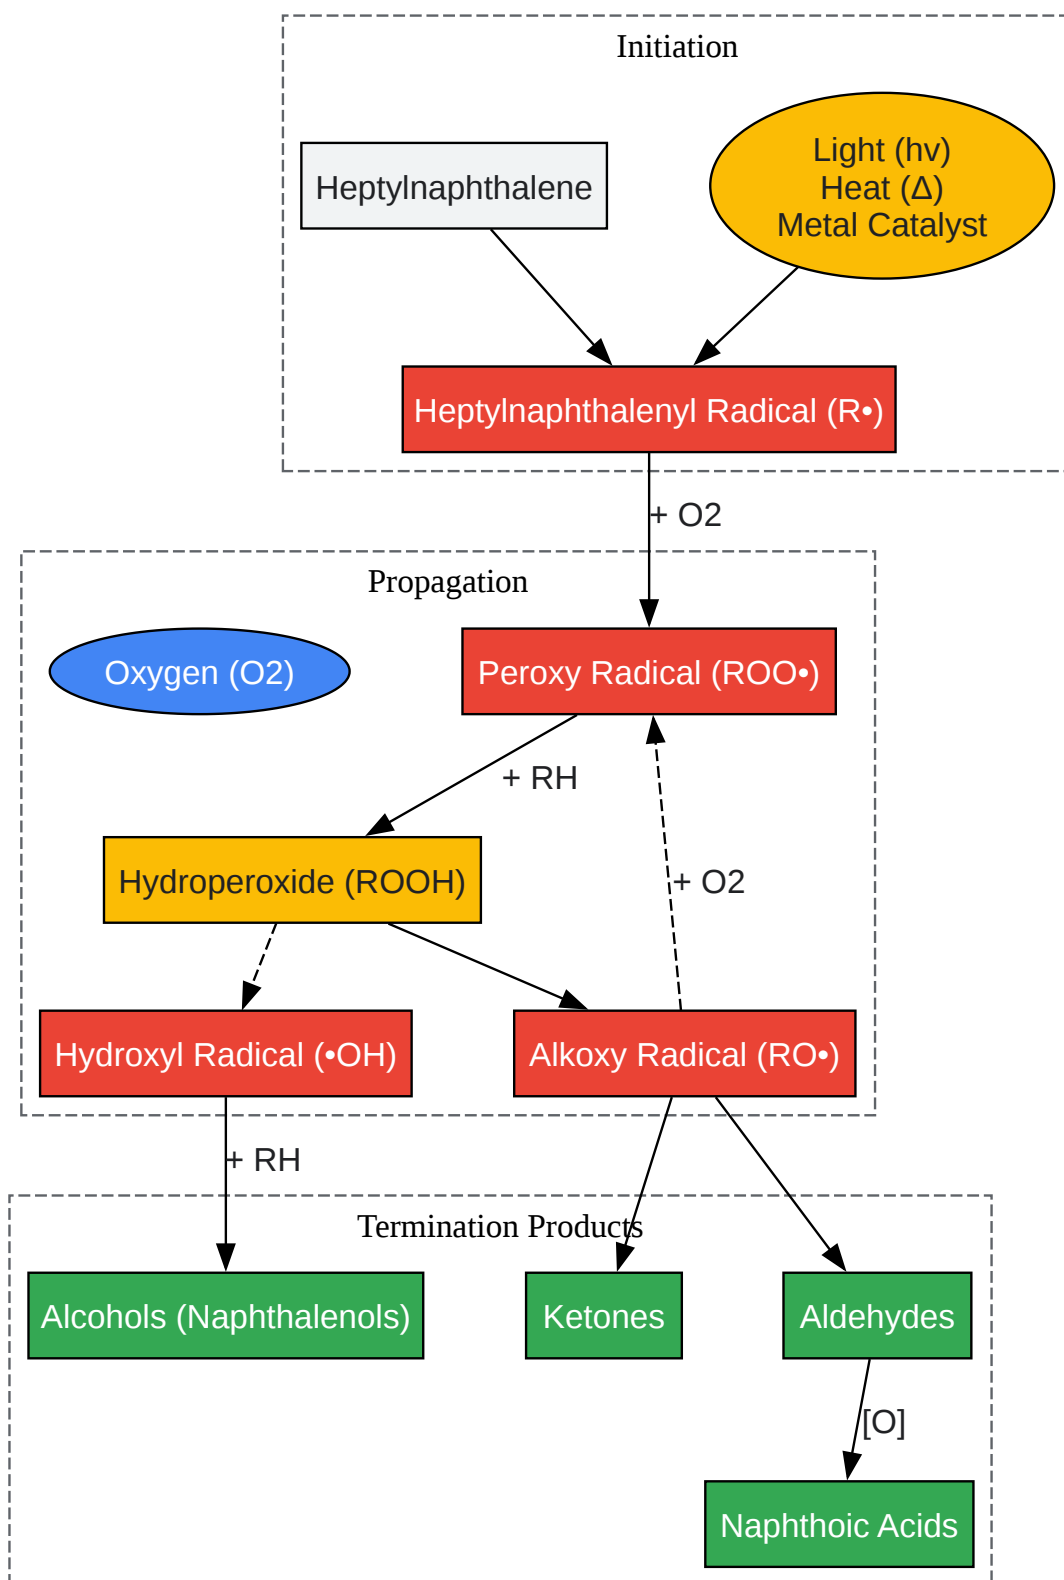 Initiation
Heptylnaphthalene
Light (hv)
Heat (Δ)
Metal Catalyst
Heptylnaphthalenyl Radical (R•)
+ O2
Propagation
Oxygen (O2)
Peroxy Radical (ROO•)
+ RH
Hydroperoxide (ROOH)
+ O2
Hydroxyl Radical (•OH)
Alkoxy Radical (RO•)
+ RH
Termination Products
Alcohols (Naphthalenols)
Ketones
Aldehydes
[O]
Naphthoic Acids